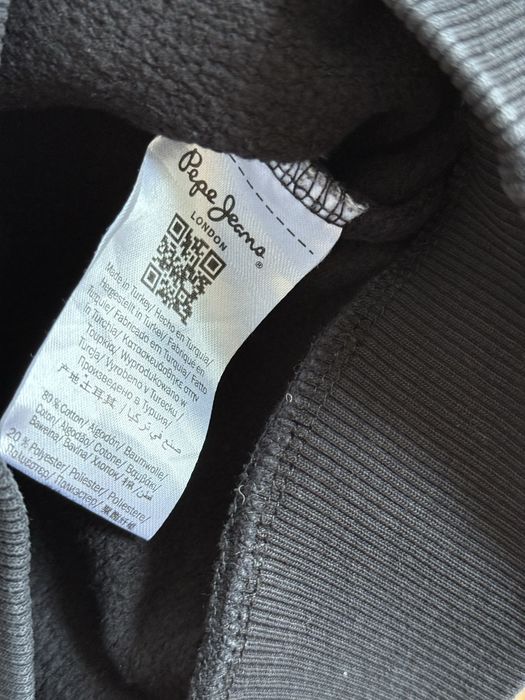 Pepe Jeans
LONDON
®
Made in Turkey/ Hecho en Turquía/
Hergestellt in Turkey/ Fabriqué en
Turquie/ Fabricado em Turquia/ Fatto
in Turchia/ Κατασκευάσθηκε στην
Τουρκία/ Wyprodukowano w
Turcja/ Vyrobeno V Turecku/
Произведено в Турция/
产地土耳其/ صنع في تركيا
80 % Cotton/ Algodón/ Baumwolle/
Coton/ Algodão/ Cotone/ Βαμβάκι/
Bawełna/ Bavlna/ Хлопок/ 棉/ قطن
20 % Polyester/ Poliéster/ Poliestere/
Полиэстер/ 聚酯纤维